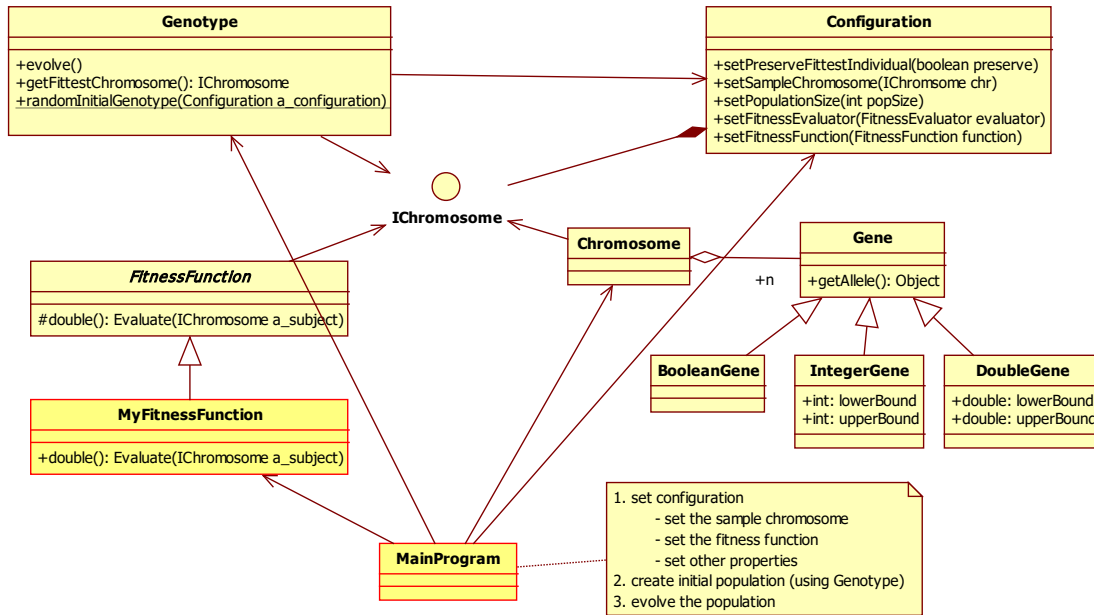 Genotype
+evolve()
+getFittestChromosome(): IChromosome
+randomInitialGenotype(Configuration a_configuration)
Configuration
+setPreserveFittestIndividual(boolean preserve)
+setSampleChromosome(IChromsome chr)
+setPopulationSize(int popSize)
+setFitnessEvaluator(FitnessEvaluator evaluator)
+setFitnessFunction(FitnessFunction function)
IChromosome
Chromosome
+n
Gene
+getAllele(): Object
FitnessFunction
#double(): Evaluate(IChromosome a_subject)
BooleanGene
IntegerGene
+int: lowerBound
+int: upperBound
DoubleGene
+double: lowerBound
+double: upperBound
MyFitnessFunction
+double(): Evaluate(IChromosome a_subject)
MainProgram
1. set configuration
- set the sample chromosome
- set the fitness function
- set other properties
2. create initial population (using Genotype)
3. evolve the population